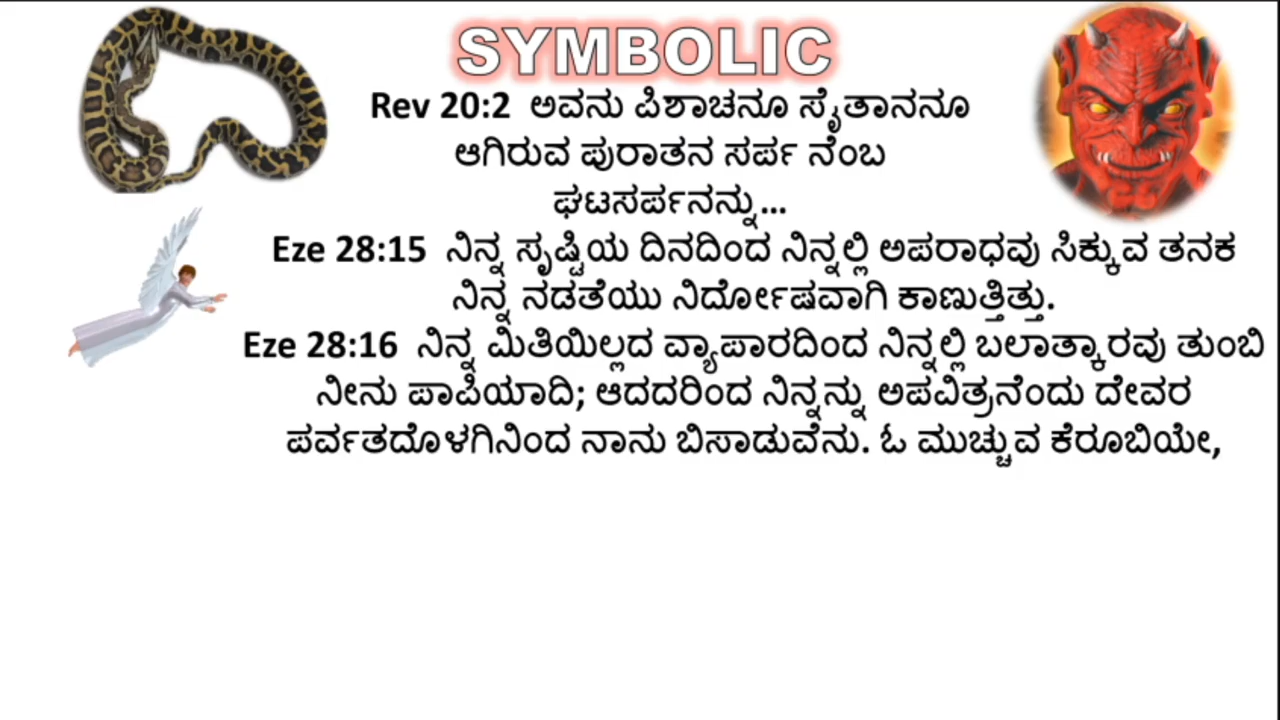 SYMBOLIC
Rev 20:2 ಅವನು ಪಿಶಾಚನೂ ಸೈತಾನನೂ
ಆಗಿರುವ ಪುರಾತನ ಸರ್ಪ ನೆಂಬ
ಘಟಸರ್ಪನನ್ನು...
Eze 28:15 ನಿನ್ನ ಸೃಷ್ಟಿಯ ದಿನದಿಂದ ನಿನ್ನಲ್ಲಿ ಅಪರಾಧವು ಸಿಕ್ಕುವ ತನಕ
ನಿನ್ನ ನಡತೆಯು ನಿರ್ದೋಷವಾಗಿ ಕಾಣುತ್ತಿತ್ತು.
Eze 28:16 ನಿನ್ನ ಮಿತಿಯಿಲ್ಲದ ವ್ಯಾಪಾರದಿಂದ ನಿನ್ನಲ್ಲಿ ಬಲಾತ್ಕಾರವು ತುಂಬಿ
ನೀನು ಪಾಪಿಯಾದಿ; ಆದದರಿಂದ ನಿನ್ನನ್ನು ಅಪವಿತ್ರನೆಂದು ದೇವರ
ಪರ್ವತದೊಳಗಿನಿಂದ ನಾನು ಬಿಸಾಡುವೆನು. ಓ ಮುಚ್ಚುವ ಕೆರೂಬಿಯೇ,